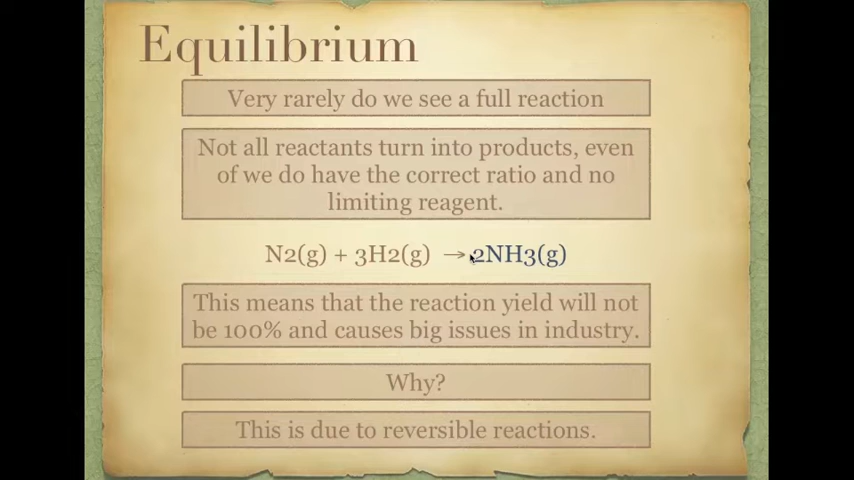 Equilibrium
Very rarely do we see a full reaction
Not all reactants turn into products, even
of we do have the correct ratio and no
limiting reagent.
N2(g) + 3H2(g) → 2NH3(g)
This means that the reaction yield will not
be 100% and causes big issues in industry.
Why?
This is due to reversible reactions.